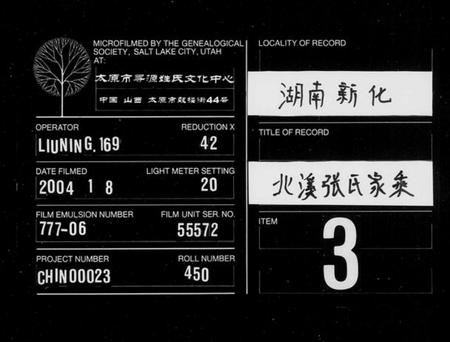 MICROFILMED BY THE GENEALOGICAL
SOCIETY, SALT LAKE CITY, UTAH
AT:
太原市寻源姓氏文化中心
中国 山西 太原市鼓楼街44号
OPERATOR
LIUNING.169
REDUCTION X
42
DATE FILMED
2004 1 8
LIGHT METER SETTING
20
FILM EMULSION NUMBER
777-06
FILM UNIT SER. NO.
55572
PROJECT NUMBER
CHIN00023
ROLL NUMBER
450
LOCALITY OF RECORD
湖南新化
TITLE OF RECORD
北溪张氏家乘
ITEM
3